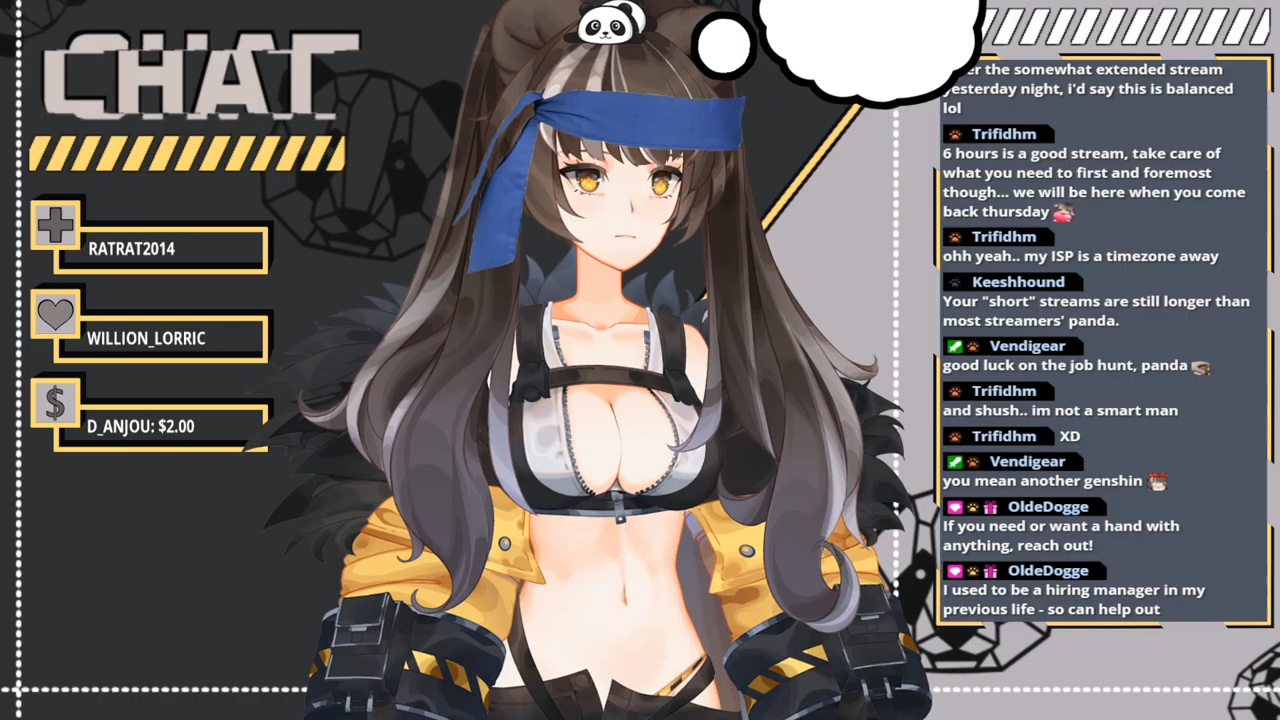 CHAT
RATRAT2014
WILLION_LORRIC
$
D_ANJOU: $2.00
the somewhat extended stream
yesterday night, i'd say this is balanced
lol
Trifidhm
6 hours is a good stream, take care of
what you need to first and foremost
though... we will be here when you come
back thursday
Trifidhm
ohh yeah.. my ISP is a timezone away
Keeshhound
Your "short" streams are still longer than
most streamers' panda.
Vendigear
good luck on the job hunt, panda
Trifidhm
and shush.. im not a smart man
Trifidhm XD
Vendigear
you mean another genshin
OldeDogge
If you need or want a hand with
anything, reach out!
OldeDogge
I used to be a hiring manager in my
previous life - so can help out